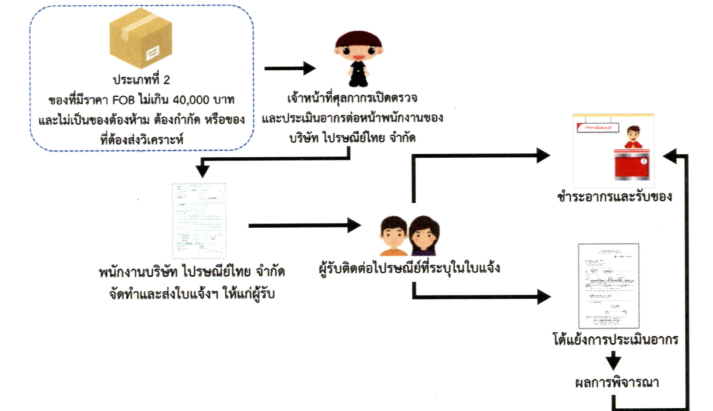 ประเภทที่ 2
ของที่มีราคา FOB ไม่เกิน 40,000 บาท
และไม่เป็นของต้องห้าม ต้องกำกัด หรือของ
ที่ต้องส่งวิเคราะห์
เจ้าหน้าที่ศุลกากรเปิดตรวจ
และประเมินอากรต่อหน้าพนักงานของ
บริษัท ไปรษณีย์ไทย จำกัด
พนักงานบริษัท ไปรษณีย์ไทย จำกัด
จัดทำและส่งใบแจ้งฯ ให้แก่ผู้รับ
ผู้รับติดต่อไปรษณีย์ที่ระบุในใบแจ้ง
ชำระอากรและรับของ
โต้แย้งการประเมินอากร
ผลการพิจารณา